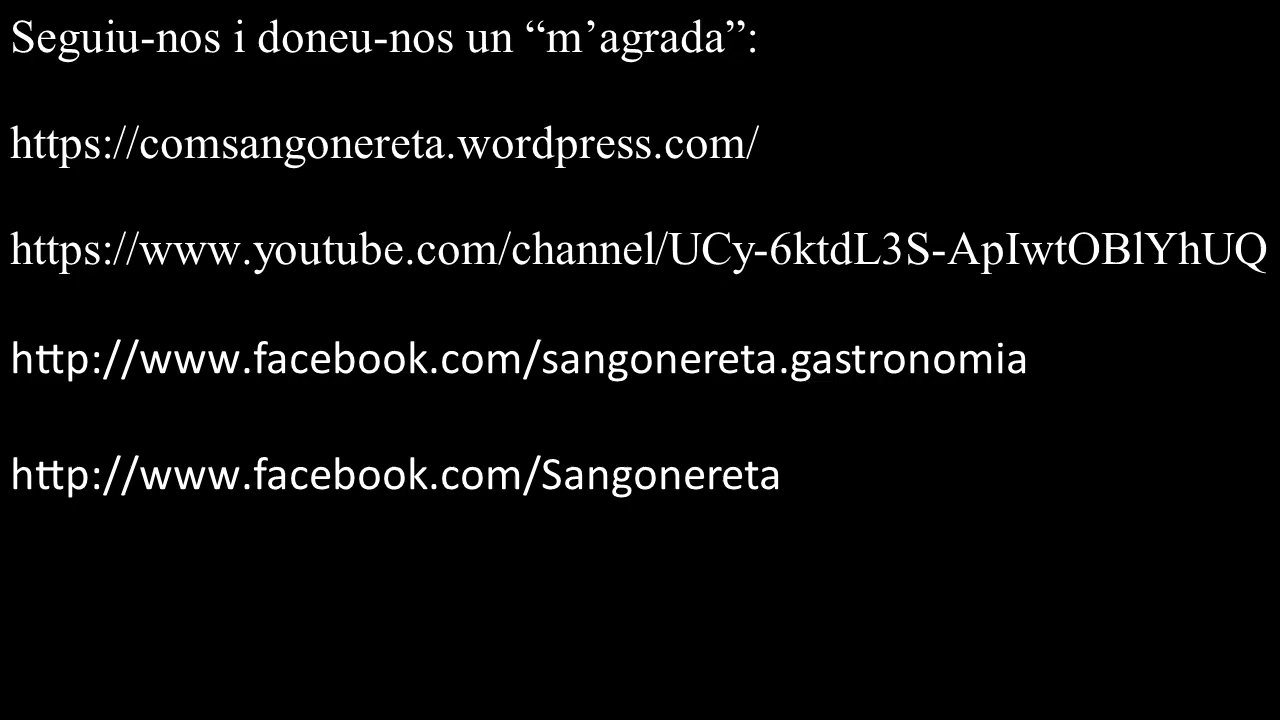 Seguiu-nos i doneu-nos un “m’agrada”:
https://comsangonereta.wordpress.com/
https://www.youtube.com/channel/UCy-6ktdL3S-ApIwtOBlYhUQ
http://www.facebook.com/sangonereta.gastronomia
http://www.facebook.com/Sangonereta